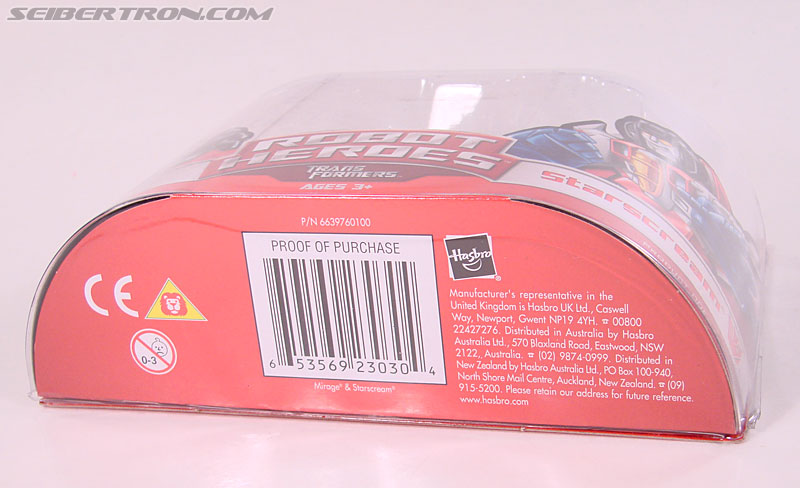 SEIBERTRON.COM
ROBOT
HEROES
TRANSFORMERS
AGES 3+
Starscream
P/N 6639760100
PROOF OF PURCHASE
6 53569 23030 4
Mirage & Starscream
CE
0-3
Hasbro
Manufacturer's representative in the
United Kingdom is Hasbro UK Ltd., Caswell
Way, Newport, Gwent NP19 4YH. ☎ 00800
22427276. Distributed in Australia by Hasbro
Australia Ltd., 570 Blaxland Road, Eastwood, NSW
2122, Australia. ☎ (02) 9874-0999. Distributed in
New Zealand by Hasbro Australia Ltd., PO Box 100-940,
North Shore Mail Centre, Auckland, New Zealand. ☎ (09)
915-5200. Please retain our address for future reference.
www.hasbro.com